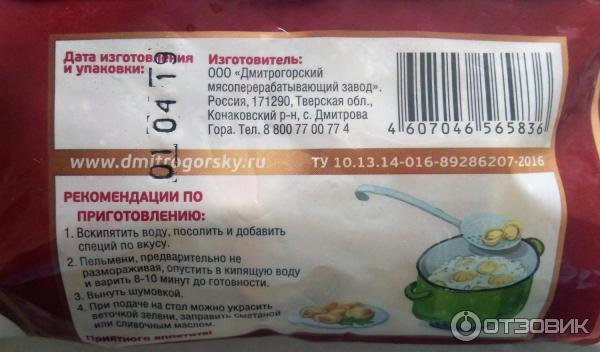 Дата изготовления
и упаковки:
01 04 19
Изготовитель:
ООО «Дмитрогорский
мясоперерабатывающий завод».
Россия, 171290, Тверская обл.,
Конаковский р-н, с. Дмитрова
Гора. Тел. 8 800 77 00 77 4
4 607046 565836
www.dmitrogorsky.ru
ТУ 10.13.14-016-89286207-2016
РЕКОМЕНДАЦИИ ПО
ПРИГОТОВЛЕНИЮ:
1. Вскипятить воду, посолить и добавить
специй по вкусу.
2. Пельмени, предварительно не
размораживая, опустить в кипящую воду
и варить 8-10 минут до готовности.
3. Вынуть шумовкой.
4. При подаче на стол можно украсить
веточкой зелени, заправить сметаной
или сливочным маслом.
Приятного аппетита!
ОТЗОВИК